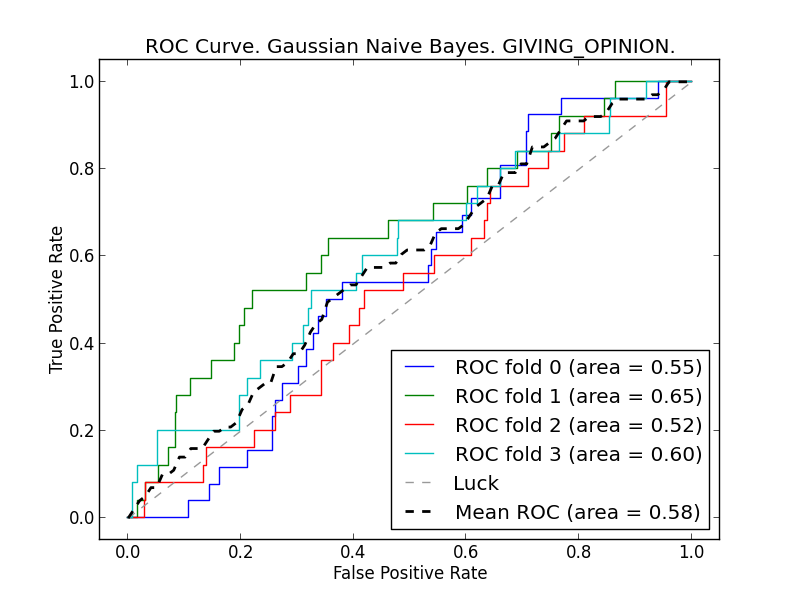 ROC Curve. Gaussian Naive Bayes. GIVING_OPINION.
1.0
0.8
0.6
0.4
0.2
0.0
True Positive Rate
ROC fold 0 (area = 0.55)
ROC fold 1 (area = 0.65)
ROC fold 2 (area = 0.52)
ROC fold 3 (area = 0.60)
Luck
Mean ROC (area = 0.58)
0.0 0.2 0.4 0.6 0.8 1.0
False Positive Rate